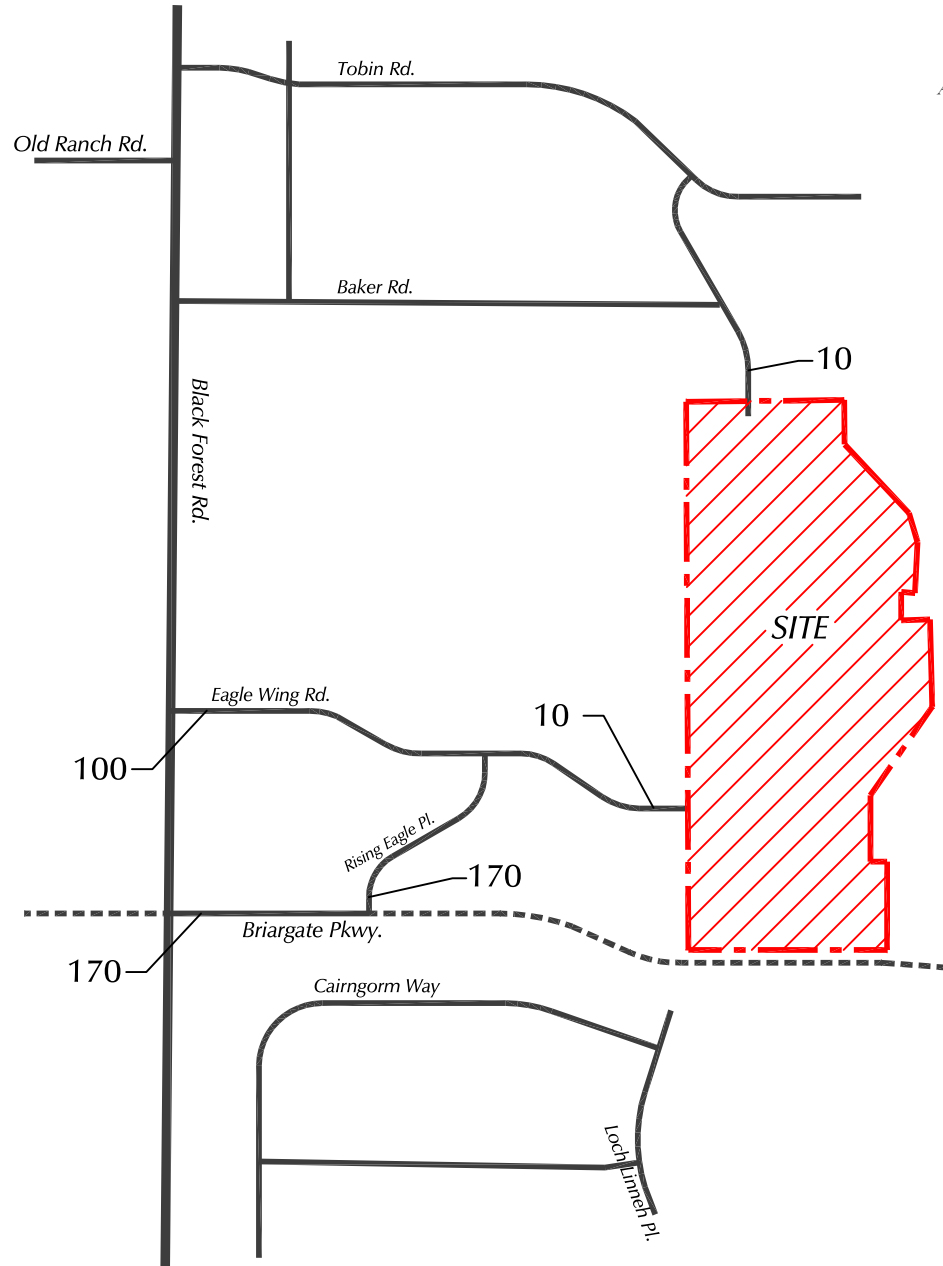 Tobin Rd.
Old Ranch Rd.
Baker Rd.
10
Black Forest Rd.
SITE
Eagle Wing Rd.
10
100
Rising Eagle Pl.
170
Briargate Pkwy.
170
Cairngorm Way
Loch Linneh Pl.